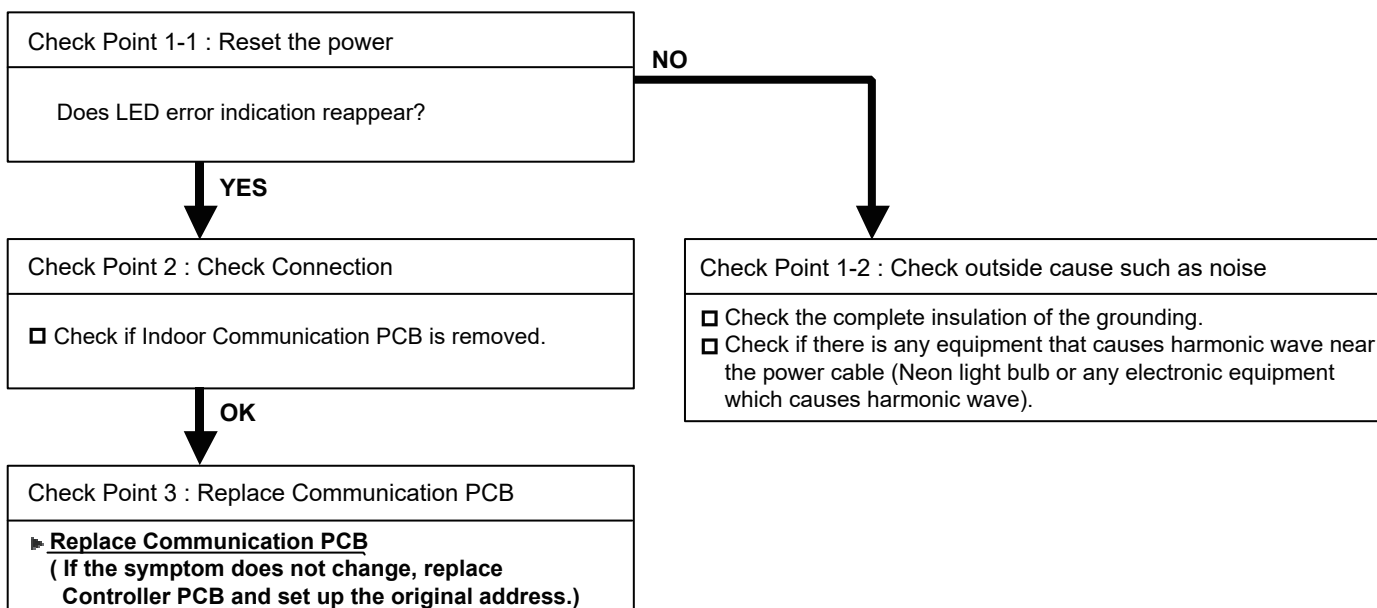 Check Point 1-1 : Reset the power
Does LED error indication reappear?
NO
YES
Check Point 2 : Check Connection
Check if Indoor Communication PCB is removed.
Check Point 1-2 : Check outside cause such as noise
Check the complete insulation of the grounding.
Check if there is any equipment that causes harmonic wave near
the power cable (Neon light bulb or any electronic equipment
which causes harmonic wave).
OK
Check Point 3 : Replace Communication PCB
Replace Communication PCB
( If the symptom does not change, replace
Controller PCB and set up the original address.)